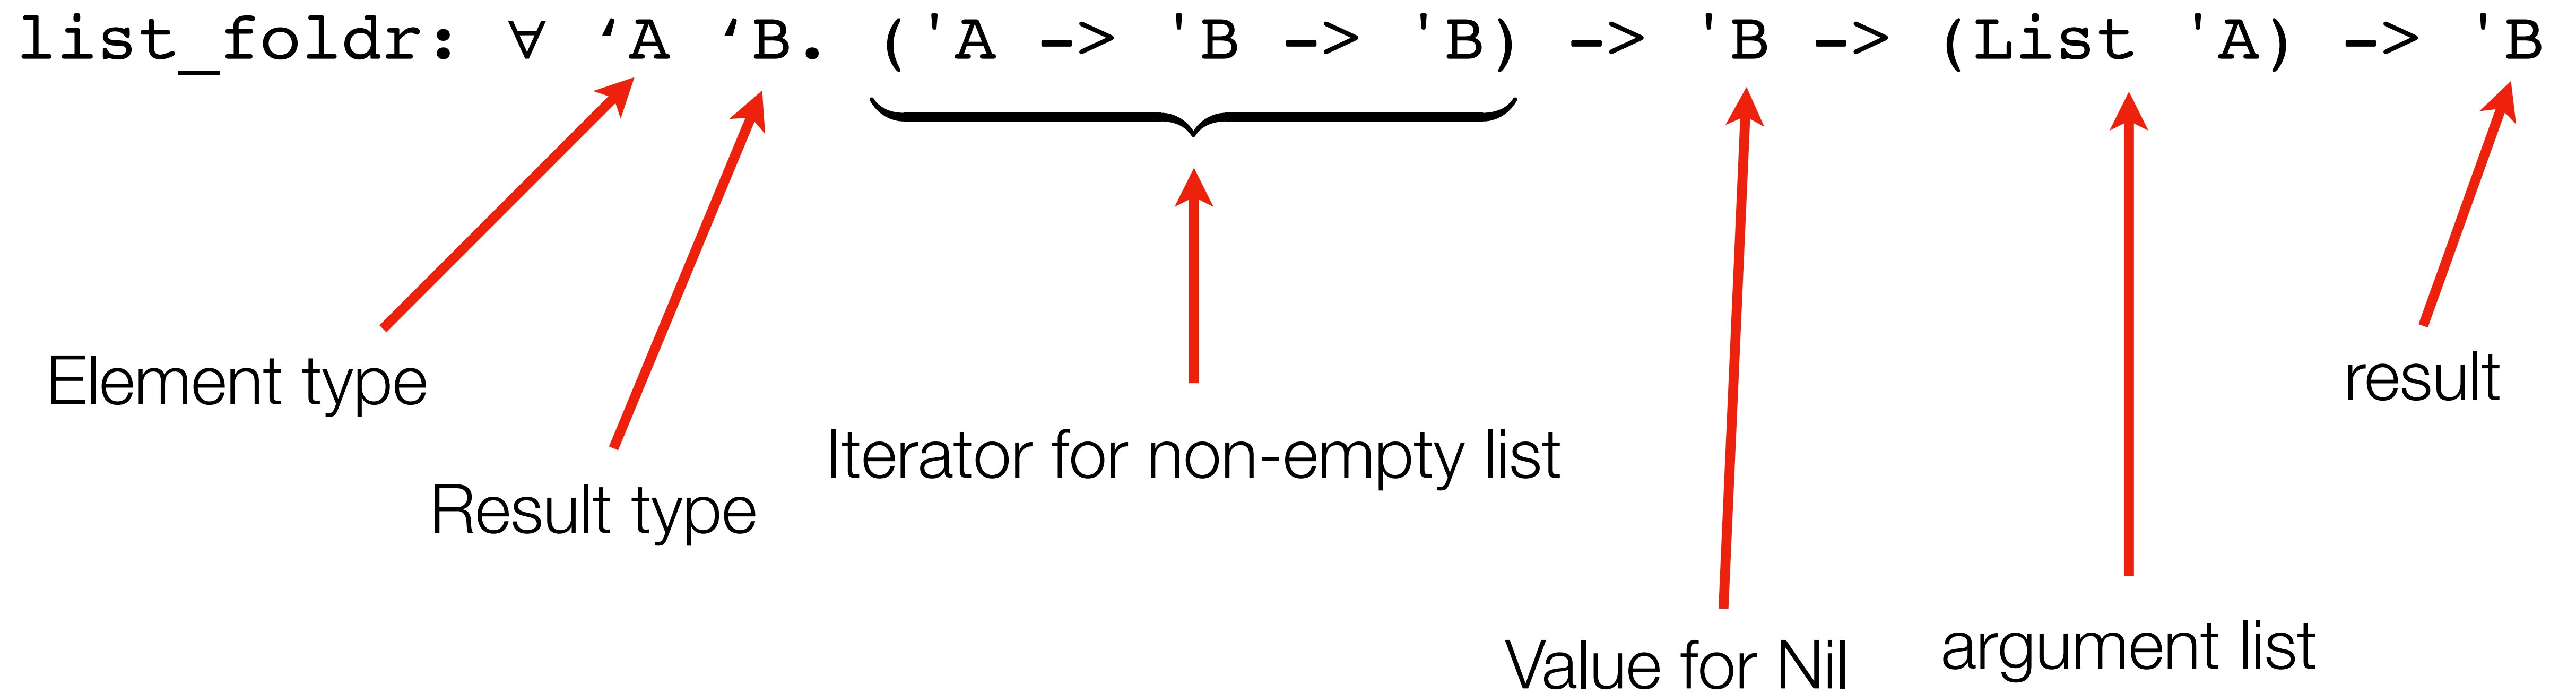 list_foldr: ∀ ‘A ‘B. ('A -> 'B -> 'B) -> 'B -> (List 'A) -> 'B
Element type
result
Iterator for non-empty list
Result type
Value for Nil
argument list